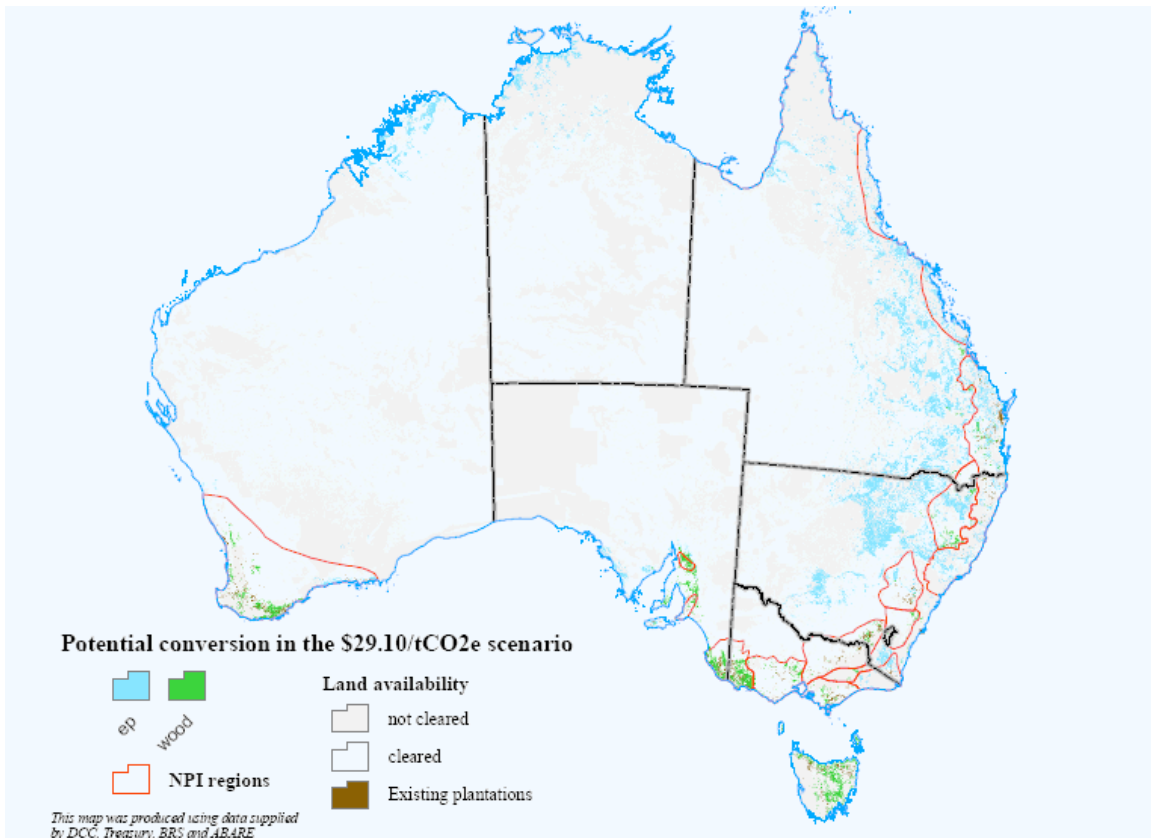 Potential conversion in the $29.10/tCO2e scenario
ep
wood
NPI regions
Land availability
not cleared
cleared
Existing plantations
This map was produced using data supplied
by DCC, Treasury, BRS and ABARE